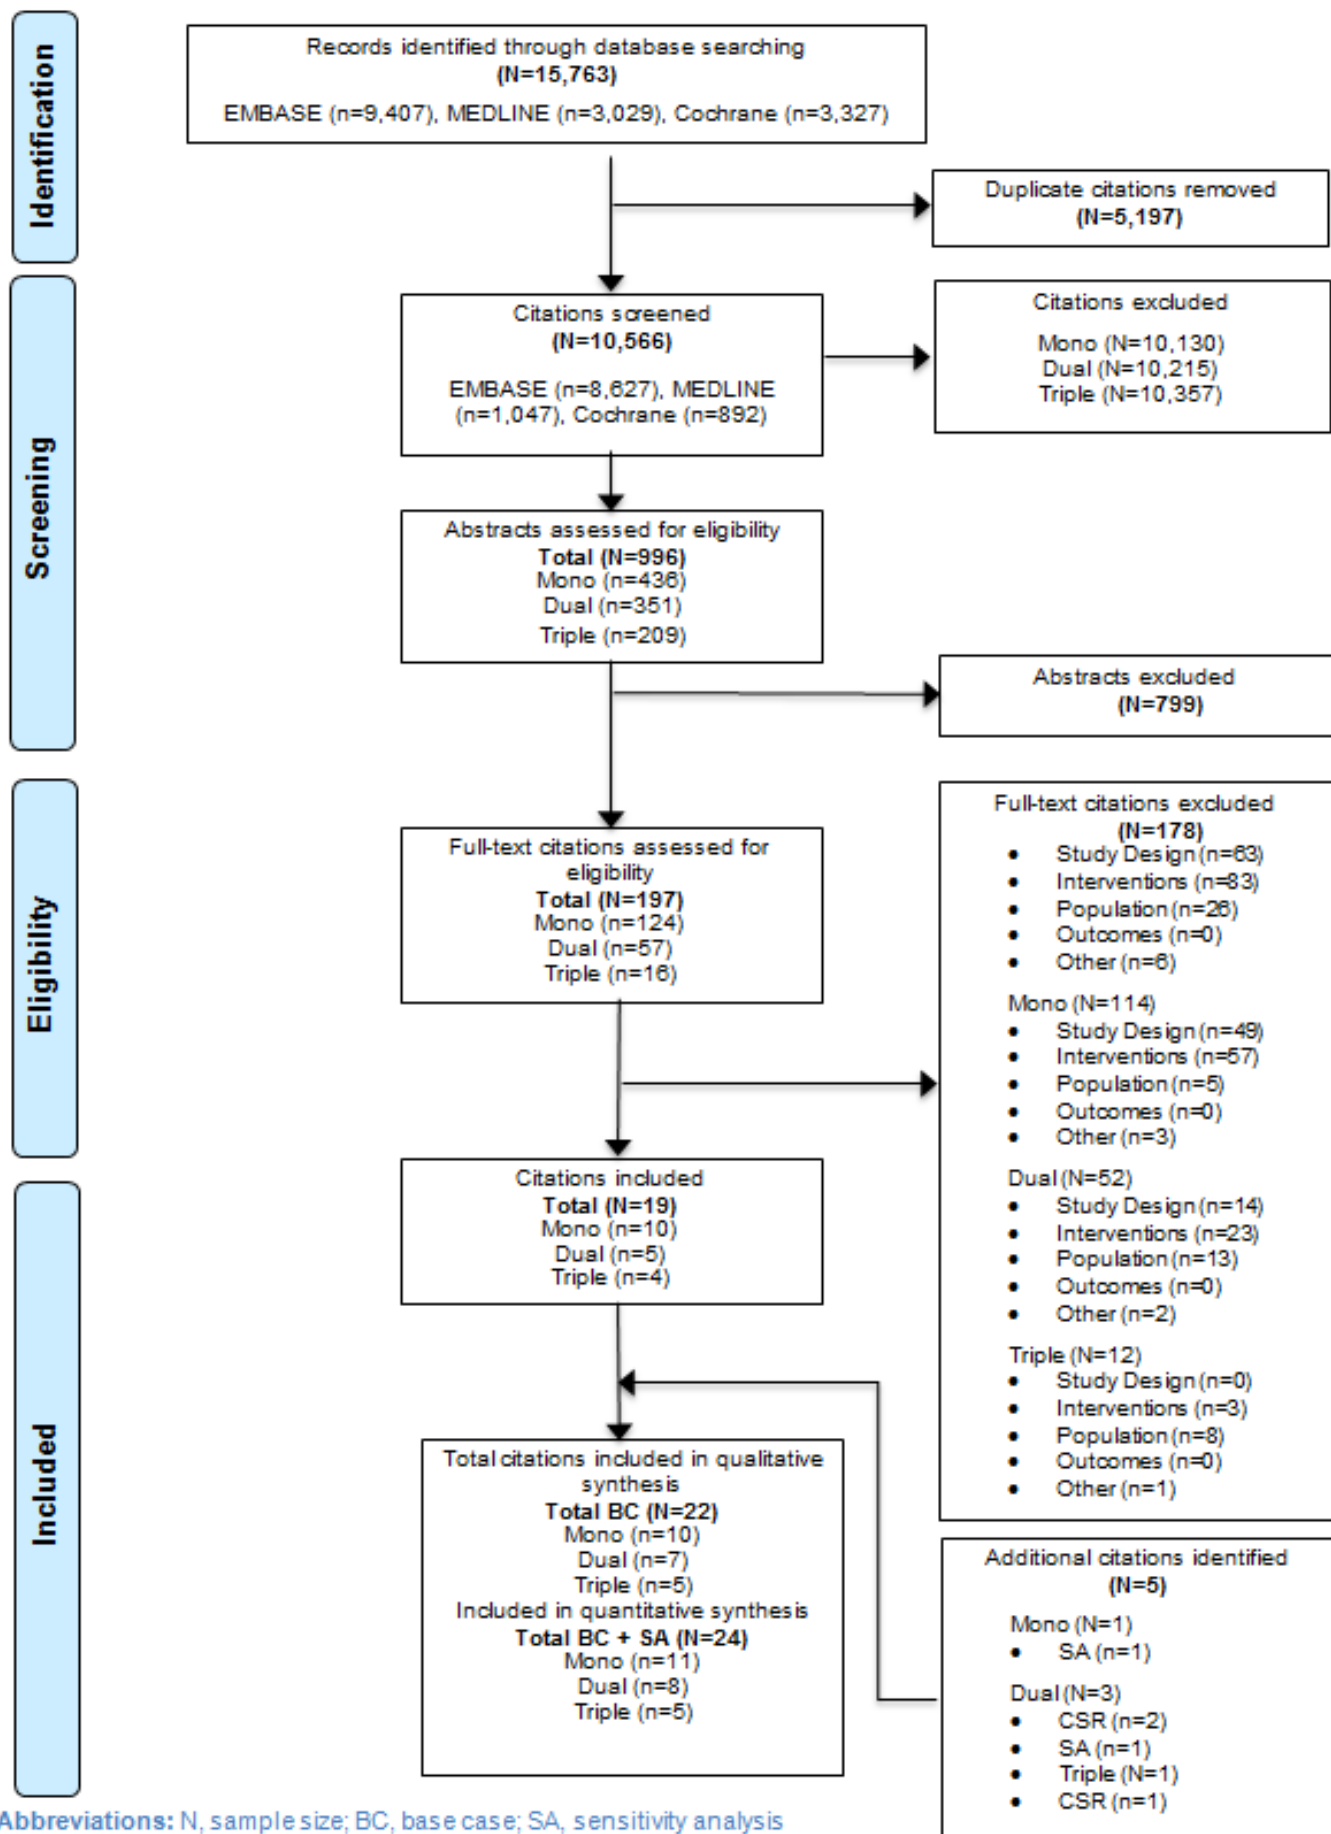 Identification
Records identified through database searching
(N=15,763)
EMBASE (n=9,407), MEDLINE (n=3,029), Cochrane (n=3,327)
Duplicate citations removed
(N=5,197)
Screening
Citations screened
(N=10,566)
EMBASE (n=8,627), MEDLINE
(n=1,047), Cochrane (n=892)
Citations excluded
Mono (N=10,130)
Dual (N=10,215)
Triple (N=10,357)
Abstracts assessed for eligibility
Total (N=996)
Mono (n=436)
Dual (n=351)
Triple (n=209)
Abstracts excluded
(N=799)
Eligibility
Full-text citations assessed for
eligibility
Total (N=197)
Mono (n=124)
Dual (n=57)
Triple (n=16)
Full-text citations excluded
(N=178)
• Study Design (n=63)
• Interventions (n=83)
• Population (n=26)
• Outcomes (n=0)
• Other (n=6)
Mono (N=114)
• Study Design (n=49)
• Interventions (n=57)
• Population (n=5)
• Outcomes (n=0)
• Other (n=3)
Dual (N=52)
• Study Design (n=14)
• Interventions (n=23)
• Population (n=13)
• Outcomes (n=0)
• Other (n=2)
Triple (N=12)
• Study Design (n=0)
• Interventions (n=3)
• Population (n=8)
• Outcomes (n=0)
• Other (n=1)
Included
Citations included
Total (N=19)
Mono (n=10)
Dual (n=5)
Triple (n=4)
Total citations included in qualitative
synthesis
Total BC (N=22)
Mono (n=10)
Dual (n=7)
Triple (n=5)
Included in quantitative synthesis
Total BC + SA (N=24)
Mono (n=11)
Dual (n=8)
Triple (n=5)
Additional citations identified
(N=5)
Mono (N=1)
• SA (n=1)
Dual (N=3)
• CSR (n=2)
• SA (n=1)
• Triple (N=1)
• CSR (n=1)
Abbreviations: N, sample size; BC, base case; SA, sensitivity analysis